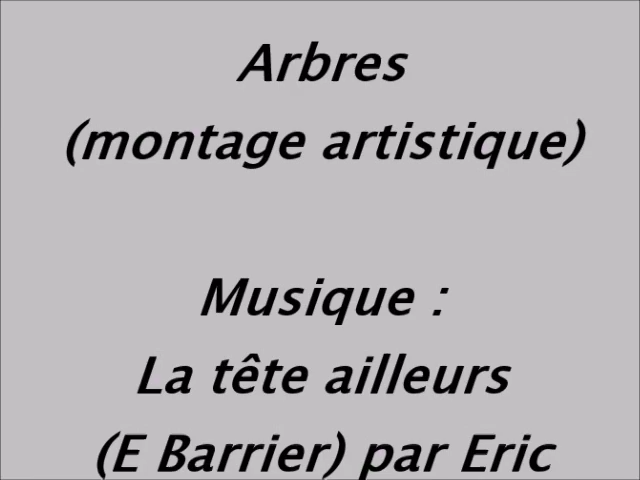 Arbres
(montage artistique)
Musique :
La tête ailleurs
(E Barrier) par Eric